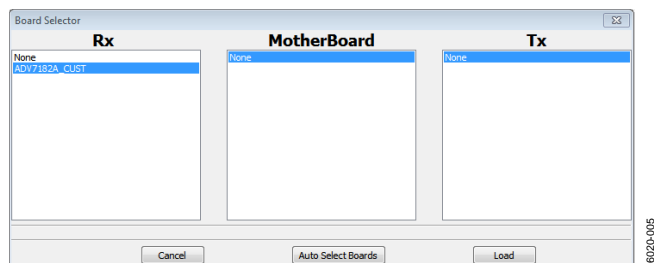 Board Selector
Rx
MotherBoard
Tx
None
ADV7182A_CUST
None
None
Cancel
Auto Select Boards
Load
6020-005